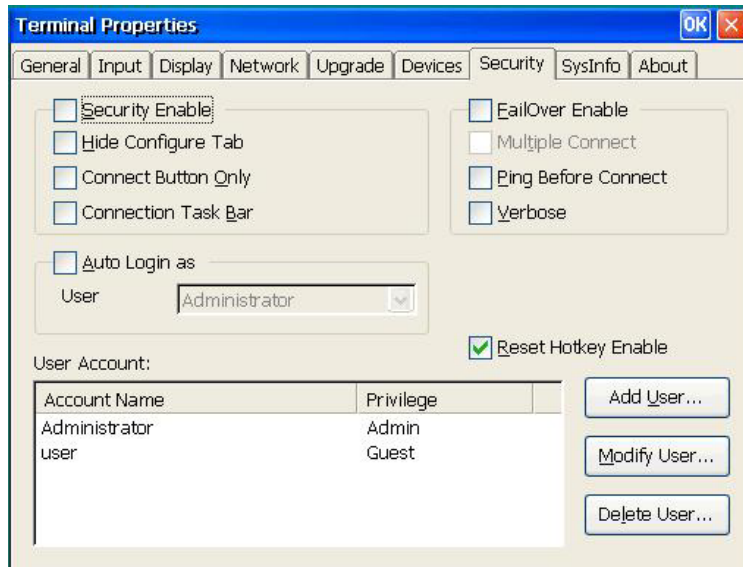 Terminal Properties OK
General Input Display Network Upgrade Devices Security SysInfo About
Security Enable
Hide Configure Tab
Connect Button Only
Connection Task Bar
FailOver Enable
Multiple Connect
Ping Before Connect
Verbose
Auto Login as
User Administrator
Reset Hotkey Enable
User Account:
Account Name Privilege
Administrator Admin
user Guest
Add User...
Modify User...
Delete User...